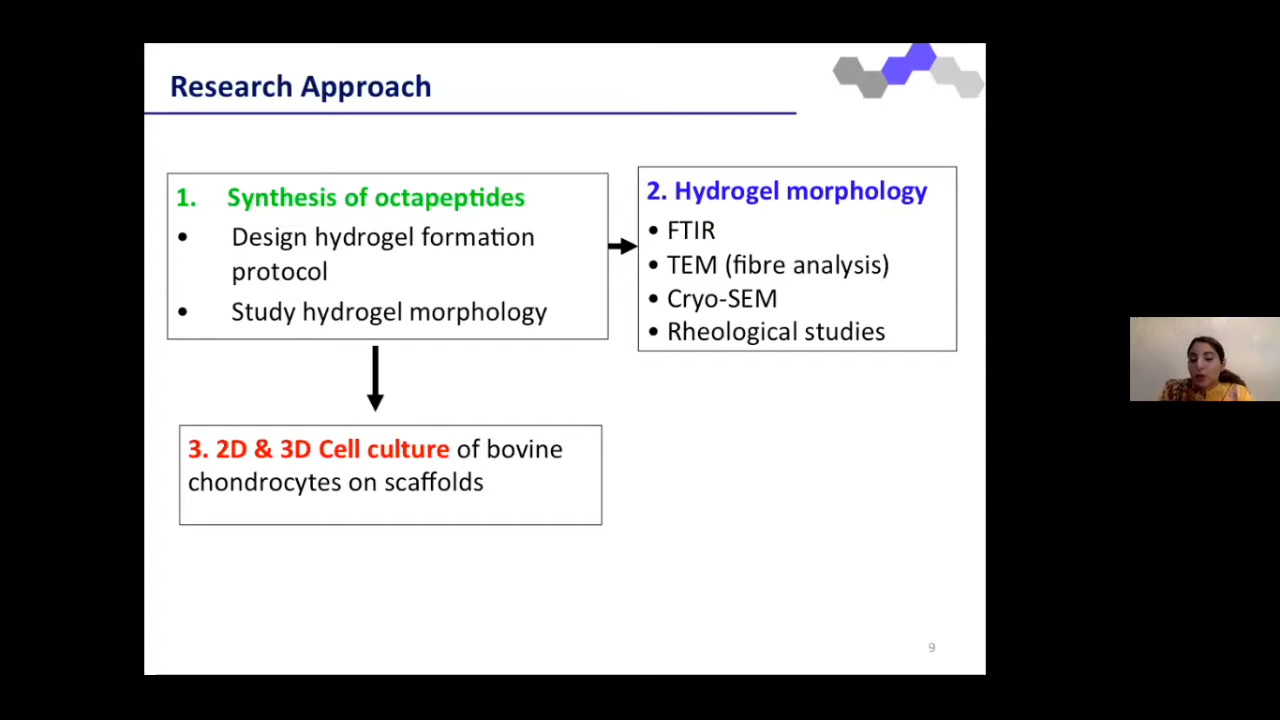 Research Approach
1. Synthesis of octapeptides
• Design hydrogel formation
protocol
• Study hydrogel morphology
2. Hydrogel morphology
• FTIR
• TEM (fibre analysis)
• Cryo-SEM
• Rheological studies
3. 2D & 3D Cell culture of bovine
chondrocytes on scaffolds
9